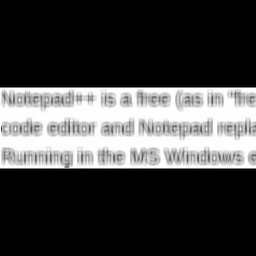 Notepad++ is a free (as in "fre
code editor and Notepad repla
Running in the MS Windows e